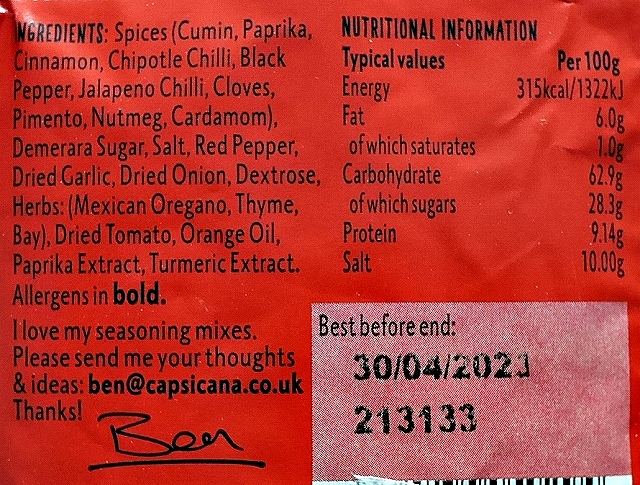 INGREDIENTS: Spices (Cumin, Paprika,
Cinnamon, Chipotle Chilli, Black
Pepper, Jalapeno Chilli, Cloves,
Pimento, Nutmeg, Cardamom),
Demerara Sugar, Salt, Red Pepper,
Dried Garlic, Dried Onion, Dextrose,
Herbs: (Mexican Oregano, Thyme,
Bay), Dried Tomato, Orange Oil,
Paprika Extract, Turmeric Extract.
Allergens in bold.
I love my seasoning mixes.
Please send me your thoughts
& ideas: ben@capsicana.co.uk
Thanks!
Ben
NUTRITIONAL INFORMATION
Typical values Per 100g
Energy 315kcal/1322kJ
Fat 6.0g
of which saturates 1.0g
Carbohydrate 62.9g
of which sugars 28.3g
Protein 9.14g
Salt 10.00g
Best before end:
30/04/2023
213133